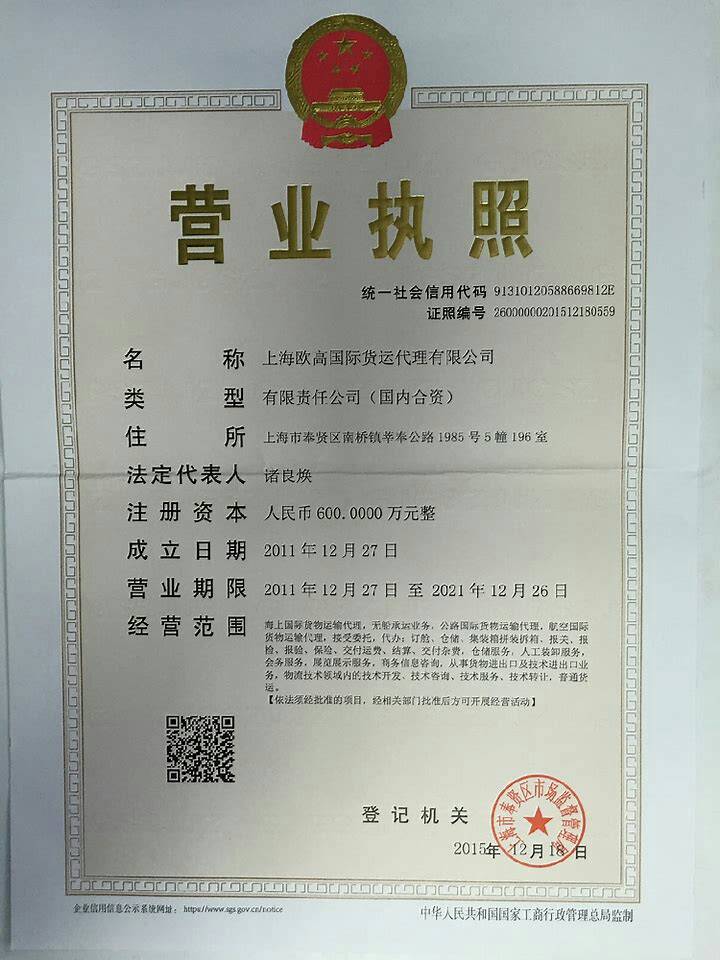 营业执照
统一社会信用代码 91310120588669812E
证照编号 26000000201512180559
名称 上海欧高国际货运代理有限公司
类型 有限责任公司（国内合资）
住所 上海市奉贤区南桥镇莘奉公路1985号5幢196室
法定代表人 诸良焕
注册资本 人民币600.0000万元整
成立日期 2011年12月27日
营业期限 2011年12月27日 至 2021年12月26日
经营范围 海上国际货物运输代理，无船承运业务，公路国际货物运输代理，航空国际
货物运输代理，接受委托，代办：订舱、仓储、集装箱拼装拆箱、报关、报
检、报验、保险、交付运费、结算、交付杂费，仓储服务，人工装卸服务，
会务服务，展览展示服务，商务信息咨询，从事货物进出口及技术进出口业
务，物流技术领域内的技术开发、技术咨询、技术服务、技术转让，普通货
运。
【依法须经批准的项目，经相关部门批准后方可开展经营活动】
登记机关
上海市奉贤区市场监督管理局
2015年12月18日
企业信用信息公示系统网址： https://www.sgs.gov.cn/notice
中华人民共和国国家工商行政管理总局监制